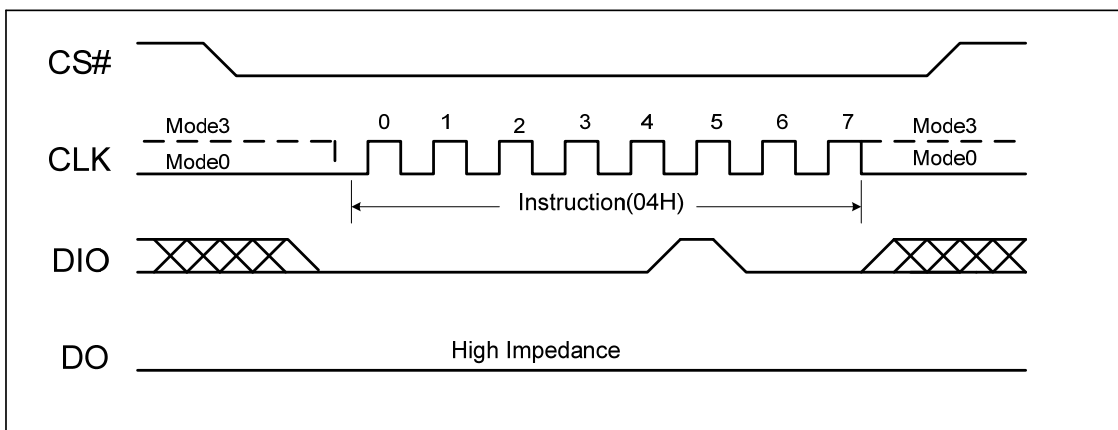 CS#
Mode3
0 1 2 3 4 5 6 7
Mode3
CLK
Mode0
Mode0
Instruction(04H)
DIO
High Impedance
DO